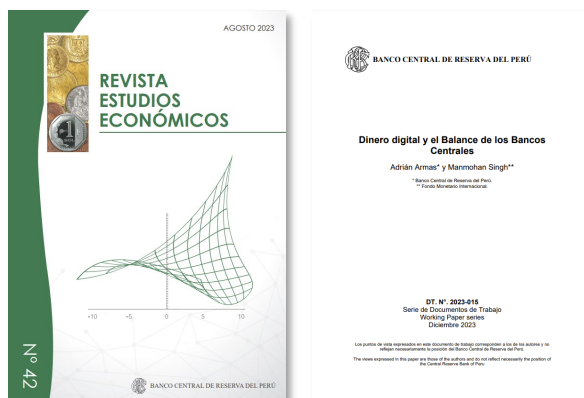 AGOSTO 2023
REVISTA
ESTUDIOS
ECONÓMICOS
-10 -5 0 5 10
Nº 42
BANCO CENTRAL DE RESERVA DEL PERÚ
BANCO CENTRAL DE RESERVA DEL PERÚ
Dinero digital y el Balance de los Bancos
Centrales
Adrián Armas* y Manmohan Singh**
* Banco Central de Reserva del Perú.
** Fondo Monetario Internacional.
DT. N°. 2023-015
Serie de Documentos de Trabajo
Working Paper series
Diciembre 2023
Los puntos de vista expresados en este documento de trabajo corresponden a los de los autores y no
reflejan necesariamente la posición del Banco Central de Reserva del Perú.
The views expressed in this paper are those of the authors and do not reflect necessarily the position of
the Central Reserve Bank of Peru